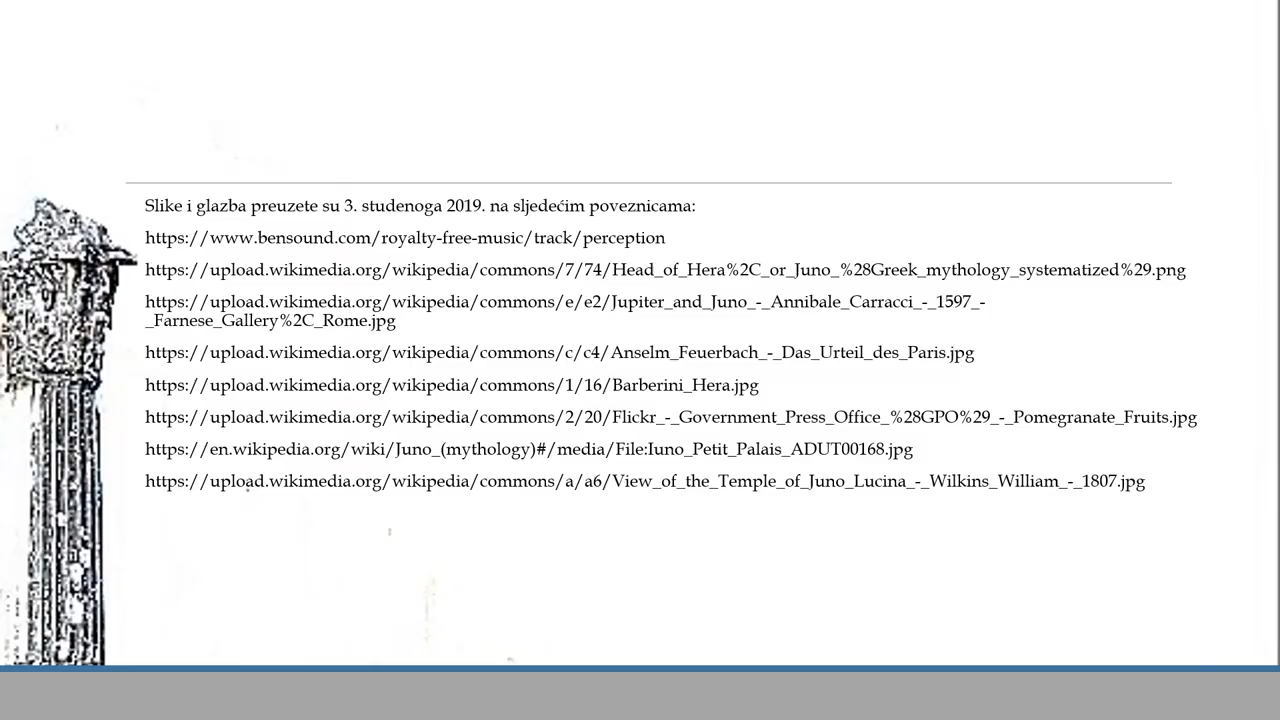 Slike i glazba preuzete su 3. studenoga 2019. na sljedećim poveznicama:
https://www.bensound.com/royalty-free-music/track/perception
https://upload.wikimedia.org/wikipedia/commons/7/74/Head_of_Hera%2C_or_Juno_%28Greek_mythology_systematized%29.png
https://upload.wikimedia.org/wikipedia/commons/e/e2/Jupiter_and_Juno_-_Annibale_Carracci_-_1597_-
_Farnese_Gallery%2C_Rome.jpg
https://upload.wikimedia.org/wikipedia/commons/c/c4/Anselm_Feuerbach_-_Das_Urteil_des_Paris.jpg
https://upload.wikimedia.org/wikipedia/commons/1/16/Barberini_Hera.jpg
https://upload.wikimedia.org/wikipedia/commons/2/20/Flickr_-_Government_Press_Office_%28GPO%29_-_Pomegranate_Fruits.jpg
https://en.wikipedia.org/wiki/Juno_(mythology)#/media/File:Iuno_Petit_Palais_ADUT00168.jpg
https://upload.wikimedia.org/wikipedia/commons/a/a6/View_of_the_Temple_of_Juno_Lucina_-_Wilkins_William_-_1807.jpg